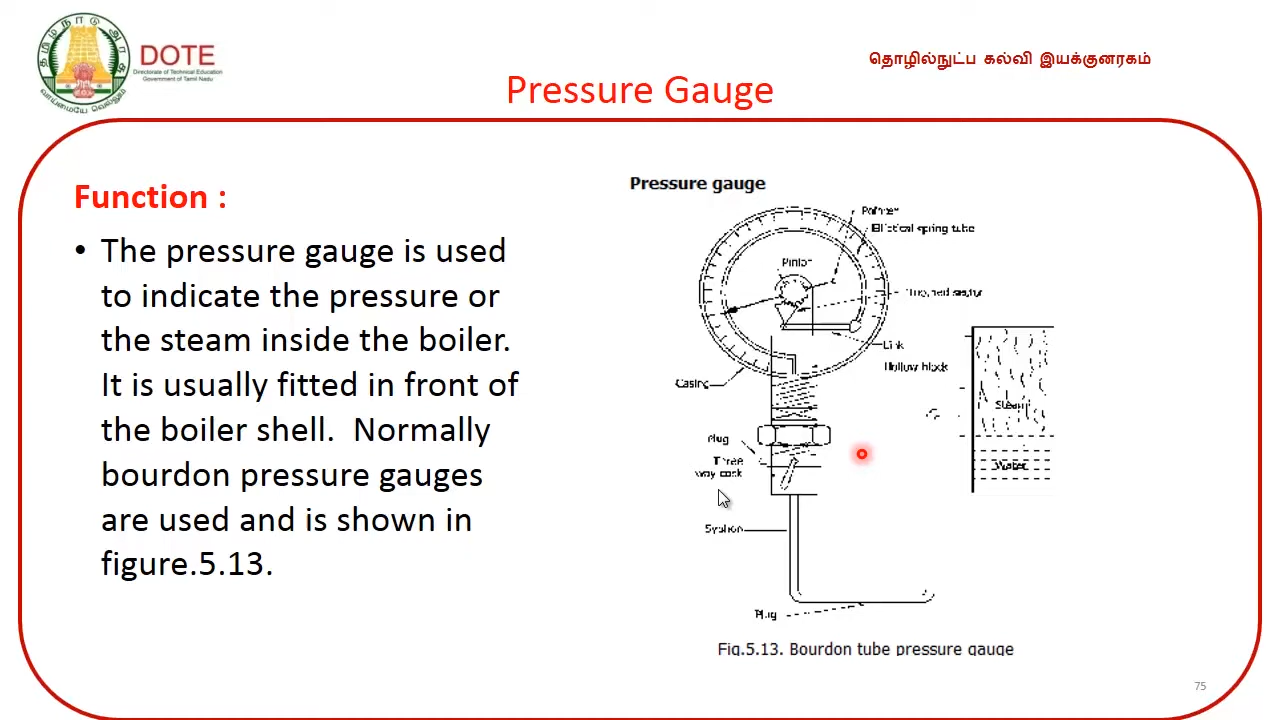 DOTE
Directorate of Technical Education
Government of Tamil Nadu
தொழில்நுட்ப கல்வி இயக்குனரகம்
Pressure Gauge
Function :
• The pressure gauge is used
to indicate the pressure or
the steam inside the boiler.
It is usually fitted in front of
the boiler shell. Normally
bourdon pressure gauges
are used and is shown in
figure.5.13.
Pressure gauge
Pointer
Elliptical spring tube
Pinion
Link
Hollow block
Casing
Steam
Plug
Three
way cock
Water
Syphon
Plug
Fig.5.13. Bourdon tube pressure gauge
75